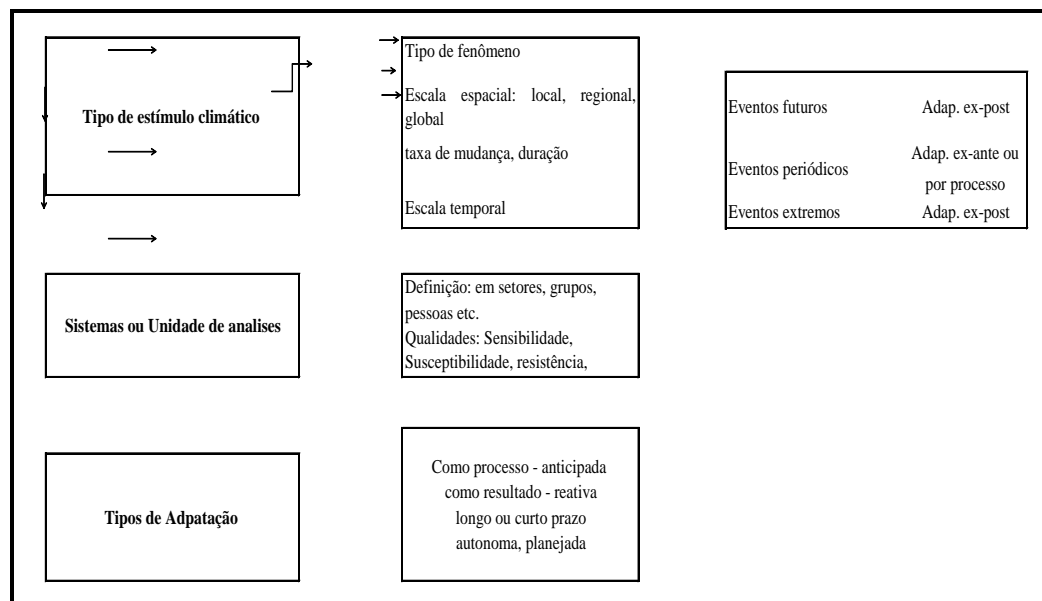 Tipo de estímulo climático
Tipo de fenômeno
Escala espacial: local, regional,
global
taxa de mudança, duração
Escala temporal
Eventos futuros Adap. ex-post
Eventos periódicos Adap. ex-ante ou
por processo
Eventos extremos Adap. ex-post
Sistemas ou Unidade de analises
Definição: em setores, grupos,
pessoas etc.
Qualidades: Sensibilidade,
Susceptibilidade, resistência,
Tipos de Adpatação
Como processo - anticipada
como resultado - reativa
longo ou curto prazo
autonoma, planejada